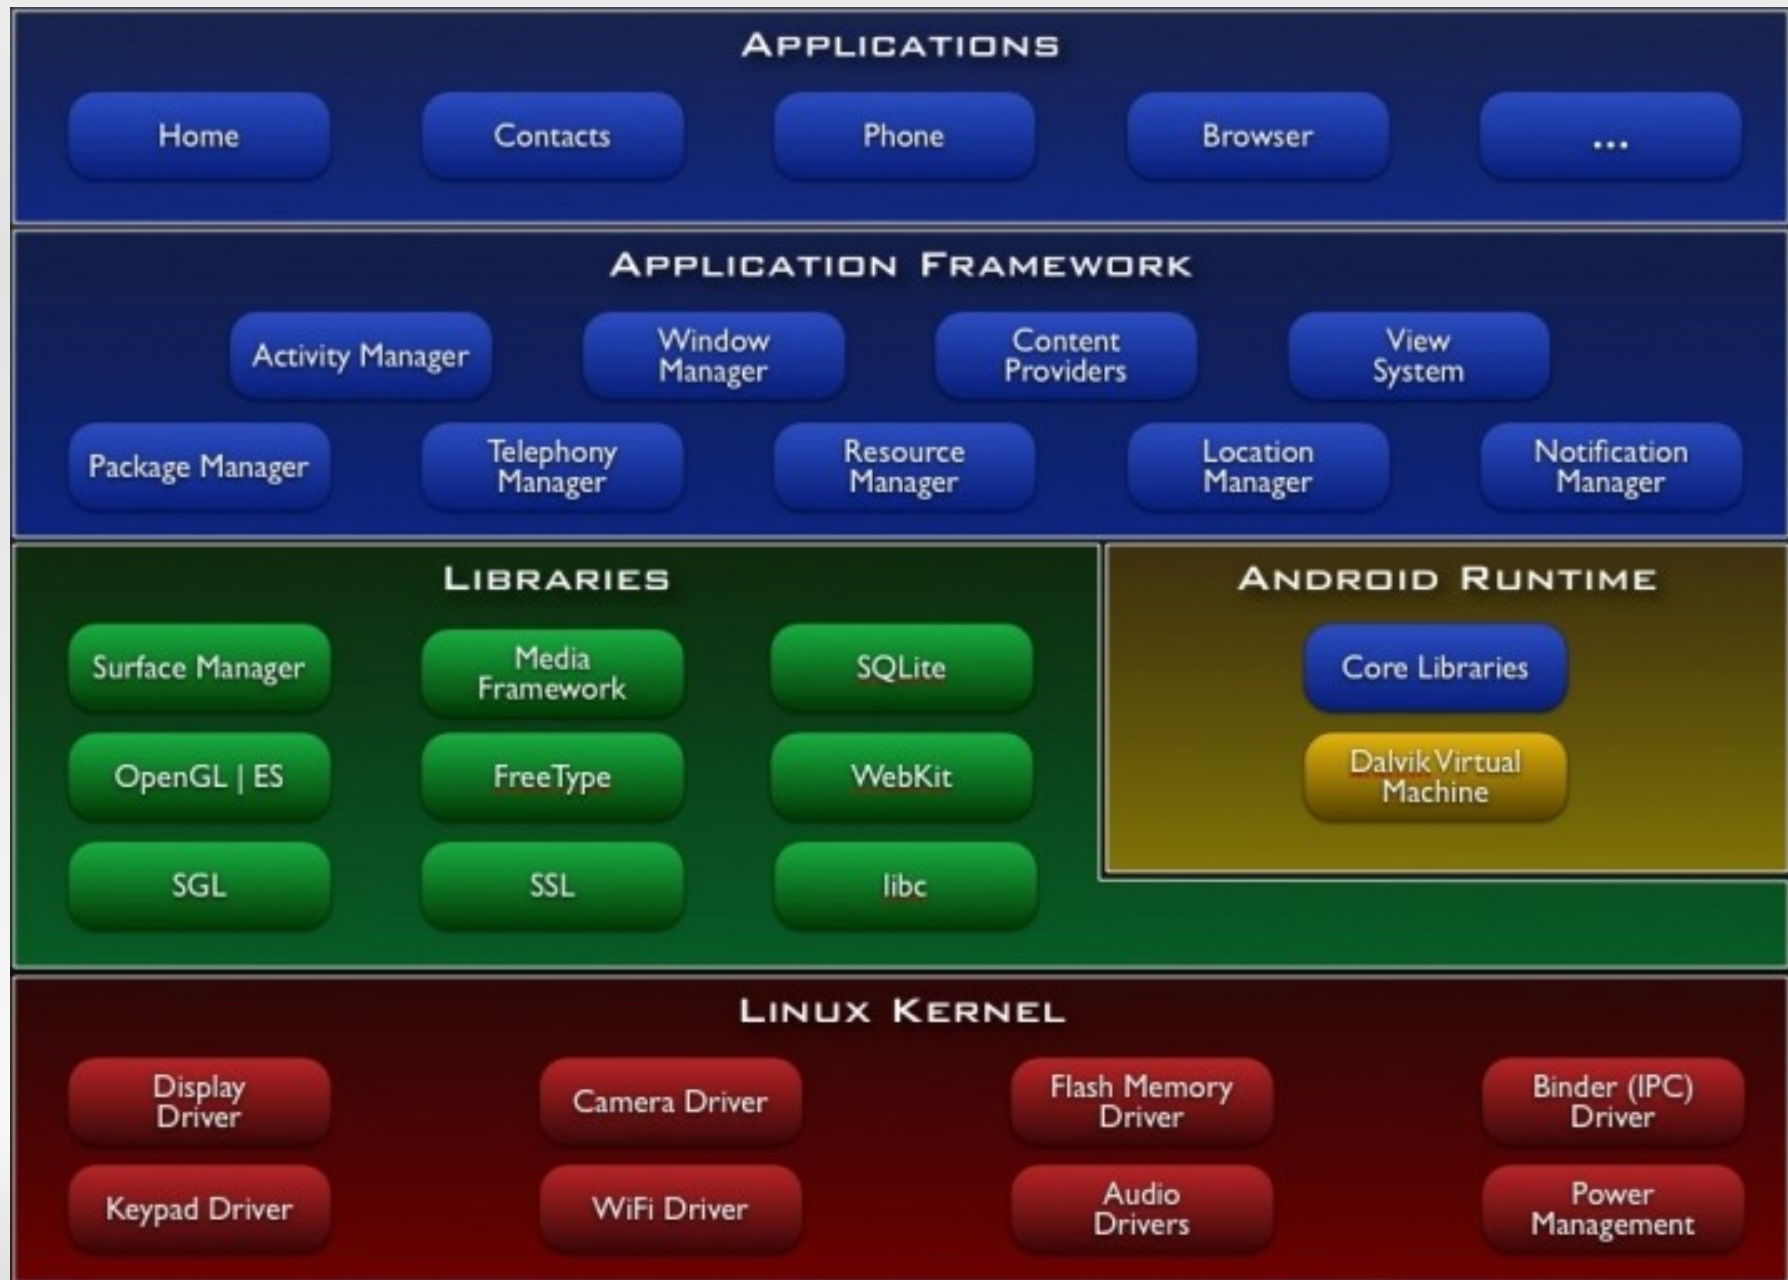 APPLICATIONS
Home
Contacts
Phone
Browser
...
APPLICATION FRAMEWORK
Activity Manager
Window
Manager
Content
Providers
View
System
Package Manager
Telephony
Manager
Resource
Manager
Location
Manager
Notification
Manager
LIBRARIES
Surface Manager
Media
Framework
SQLite
OpenGL | ES
FreeType
WebKit
SGL
SSL
libc
ANDROID RUNTIME
Core Libraries
Dalvik Virtual
Machine
LINUX KERNEL
Display
Driver
Camera Driver
Flash Memory
Driver
Binder (IPC)
Driver
Keypad Driver
WiFi Driver
Audio
Drivers
Power
Management